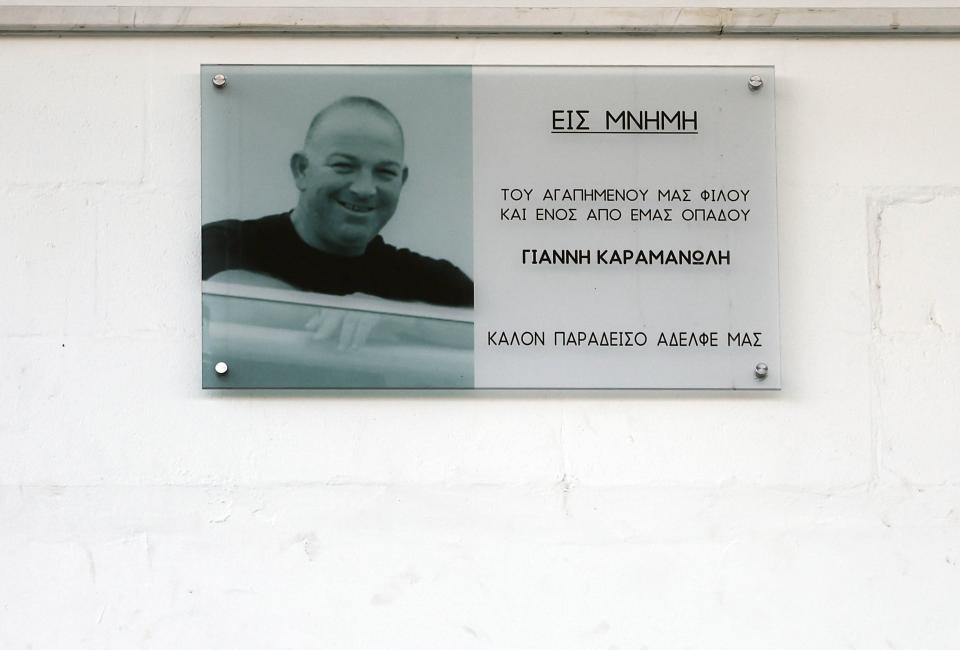 ΕΙΣ ΜΝΗΜΗ
ΤΟΥ ΑΓΑΠΗΜΕΝΟΥ ΜΑΣ ΦΙΛΟΥ
ΚΑΙ ΕΝΟΣ ΑΠΟ ΕΜΑΣ ΟΠΑΔΟΥ
ΓΙΑΝΝΗ ΚΑΡΑΜΑΝΩΛΗ
ΚΑΛΟΝ ΠΑΡΑΔΕΙΣΟ ΑΔΕΛΦΕ ΜΑΣ